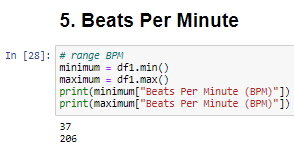 5. Beats Per Minute
In [28]: # range BPM
minimum = df1.min()
maximum = df1.max()
print(minimum["Beats Per Minute (BPM)"])
print(maximum["Beats Per Minute (BPM)"])
37
206